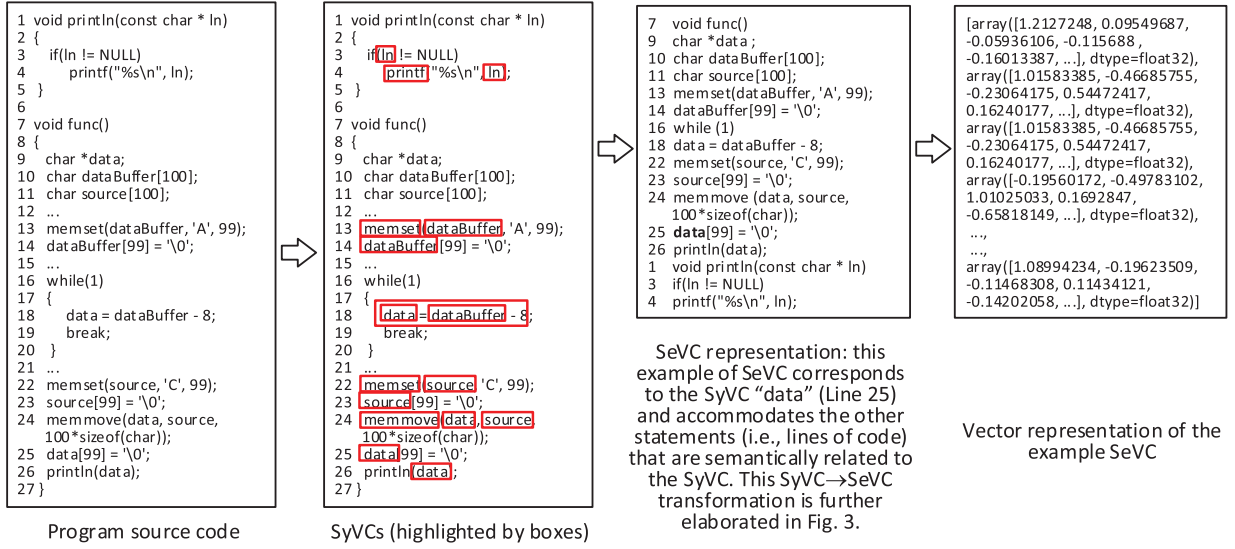 1 void println(const char * ln)
2 {
3 if(ln != NULL)
4 printf("%s\n", ln);
5 }
6
7 void func()
8 {
9 char *data;
10 char dataBuffer[100];
11 char source[100];
12 ...
13 memset(dataBuffer, 'A', 99);
14 dataBuffer[99] = '\0';
15 ...
16 while(1)
17 {
18 data = dataBuffer - 8;
19 break;
20 }
21 ...
22 memset(source, 'C', 99);
23 source[99] = '\0';
24 memmove(data, source,
100*sizeof(char));
25 data[99] = '\0';
26 println(data);
27 }
Program source code
1 void println(const char * ln)
2 {
3 if(ln != NULL)
4 printf("%s\n", ln);
5 }
6
7 void func()
8 {
9 char *data;
10 char dataBuffer[100];
11 char source[100];
12 ...
13 memset(dataBuffer, 'A', 99);
14 dataBuffer[99] = '\0';
15 ...
16 while(1)
17 {
18 data = dataBuffer - 8;
19 break;
20 }
21 ...
22 memset(source, 'C', 99);
23 source[99] = '\0';
24 memmove(data, source,
100*sizeof(char));
25 data[99] = '\0';
26 println(data);
27 }
SyVCs (highlighted by boxes)
7 void func()
9 char *data ;
10 char dataBuffer[100];
11 char source[100];
13 memset(dataBuffer, 'A', 99);
14 dataBuffer[99] = '\0';
16 while (1)
18 data = dataBuffer - 8;
22 memset(source, 'C', 99);
23 source[99] = '\0';
24 memmove (data, source,
100*sizeof(char));
25 data[99] = '\0';
26 println(data);
1 void println(const char * ln)
3 if(ln != NULL)
4 printf("%s\n", ln);
SeVC representation: this
example of SeVC corresponds
to the SyVC “data” (Line 25)
and accommodates the other
statements (i.e., lines of code)
that are semantically related to
the SyVC. This SyVC→SeVC
transformation is further
elaborated in Fig. 3.
[array([1.2127248, 0.09549687,
-0.05936106, -0.115688 ,
-0.16013387, ...], dtype=float32),
array([1.01583385, -0.46685755,
-0.23064175, 0.54472417,
0.16240177, ...], dtype=float32),
array([1.01583385, -0.46685755,
-0.23064175, 0.54472417,
0.16240177, ...], dtype=float32),
array([-0.19560172, -0.49783102,
1.01025033, 0.1692847,
-0.65818149, ...], dtype=float32),
...,
...,
array([1.08994234, -0.19623509,
-0.11468308, 0.11434121,
-0.14202058, ...], dtype=float32)]
Vector representation of the
example SeVC